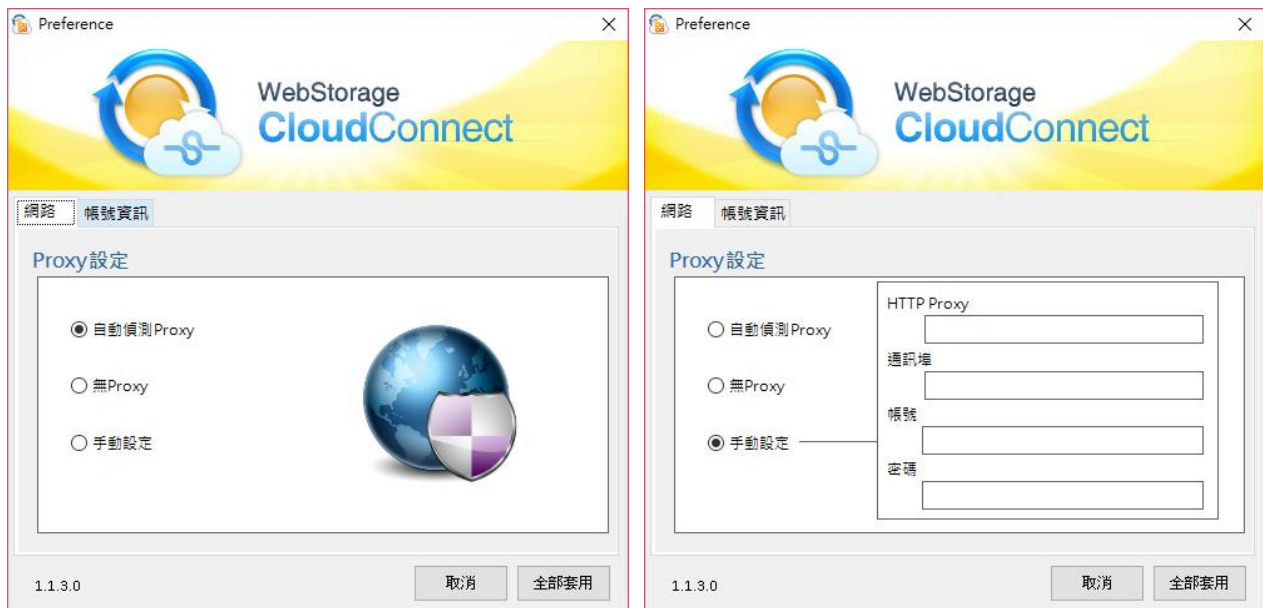 Preference
WebStorage
CloudConnect
網路 帳號資訊
Proxy設定
自動偵測Proxy
無Proxy
手動設定
1.1.3.0 取消 全部套用
Preference
WebStorage
CloudConnect
網路 帳號資訊
Proxy設定
自動偵測Proxy
無Proxy
手動設定
HTTP Proxy
通訊埠
帳號
密碼
1.1.3.0 取消 全部套用